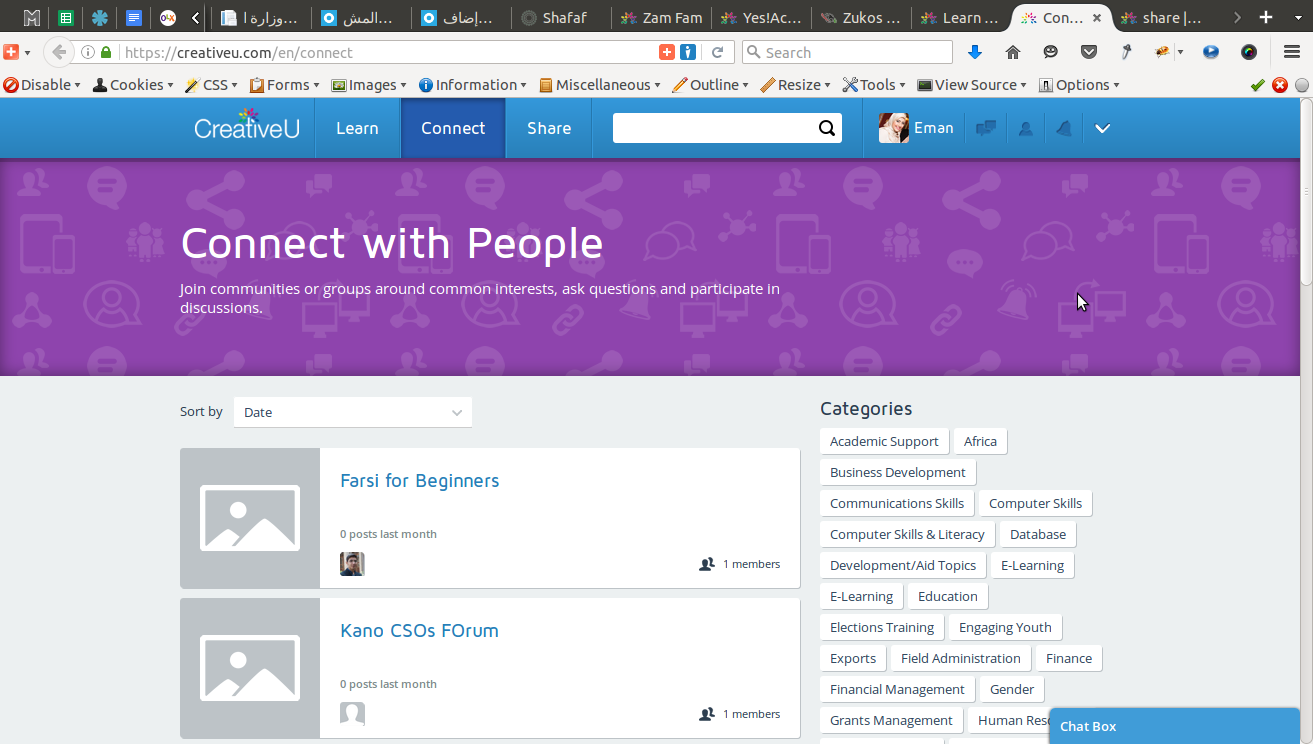 وزارة ا...
المش...
إضاف...
Shafaf
Zam Fam
Yes!Ac...
Zukos ...
Learn ...
Con...
share |...
https://creativeu.com/en/connect
Search
Disable
Cookies
CSS
Forms
Images
Information
Miscellaneous
Outline
Resize
Tools
View Source
Options
CreativeU
Learn
Connect
Share
Eman
Connect with People
Join communities or groups around common interests, ask questions and participate in
discussions.
Sort by
Date
Farsi for Beginners
0 posts last month
1 members
Kano CSOs FOrum
0 posts last month
1 members
Categories
Academic Support
Africa
Business Development
Communications Skills
Computer Skills
Computer Skills & Literacy
Database
Development/Aid Topics
E-Learning
E-Learning
Education
Elections Training
Engaging Youth
Exports
Field Administration
Finance
Financial Management
Gender
Grants Management
Human Reso
Chat Box